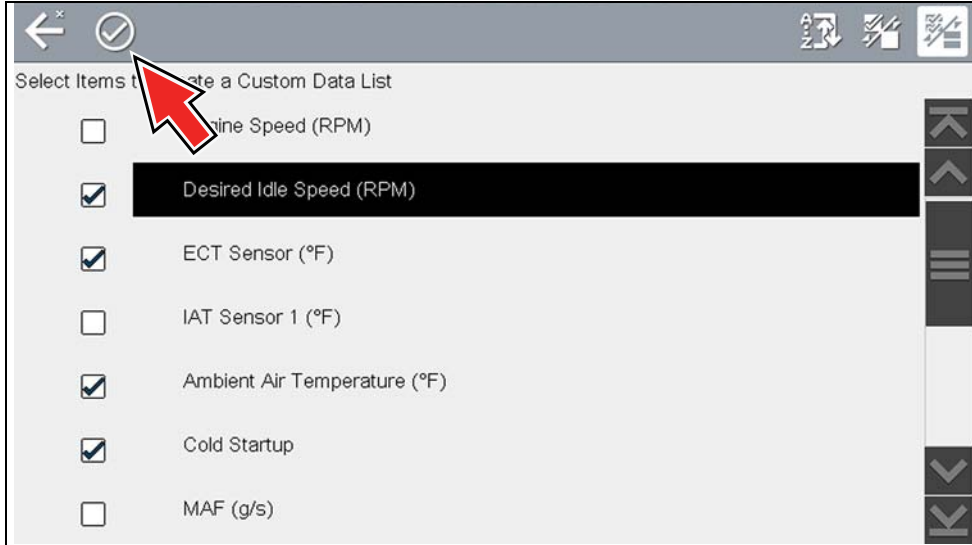 Select Items t ate a Custom Data List
gine Speed (RPM)
Desired Idle Speed (RPM)
ECT Sensor (°F)
IAT Sensor 1 (°F)
Ambient Air Temperature (°F)
Cold Startup
MAF (g/s)